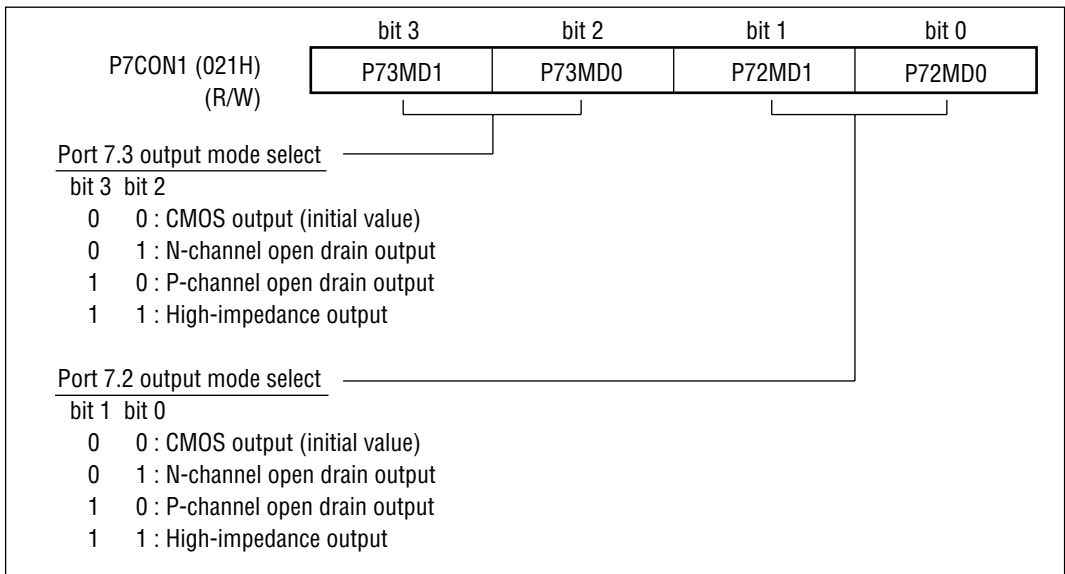 bit 3 bit 2 bit 1 bit 0
P7CON1 (021H) P73MD1 P73MD0 P72MD1 P72MD0
(R/W)
Port 7.3 output mode select
bit 3 bit 2
0 0 : CMOS output (initial value)
0 1 : N-channel open drain output
1 0 : P-channel open drain output
1 1 : High-impedance output
Port 7.2 output mode select
bit 1 bit 0
0 0 : CMOS output (initial value)
0 1 : N-channel open drain output
1 0 : P-channel open drain output
1 1 : High-impedance output